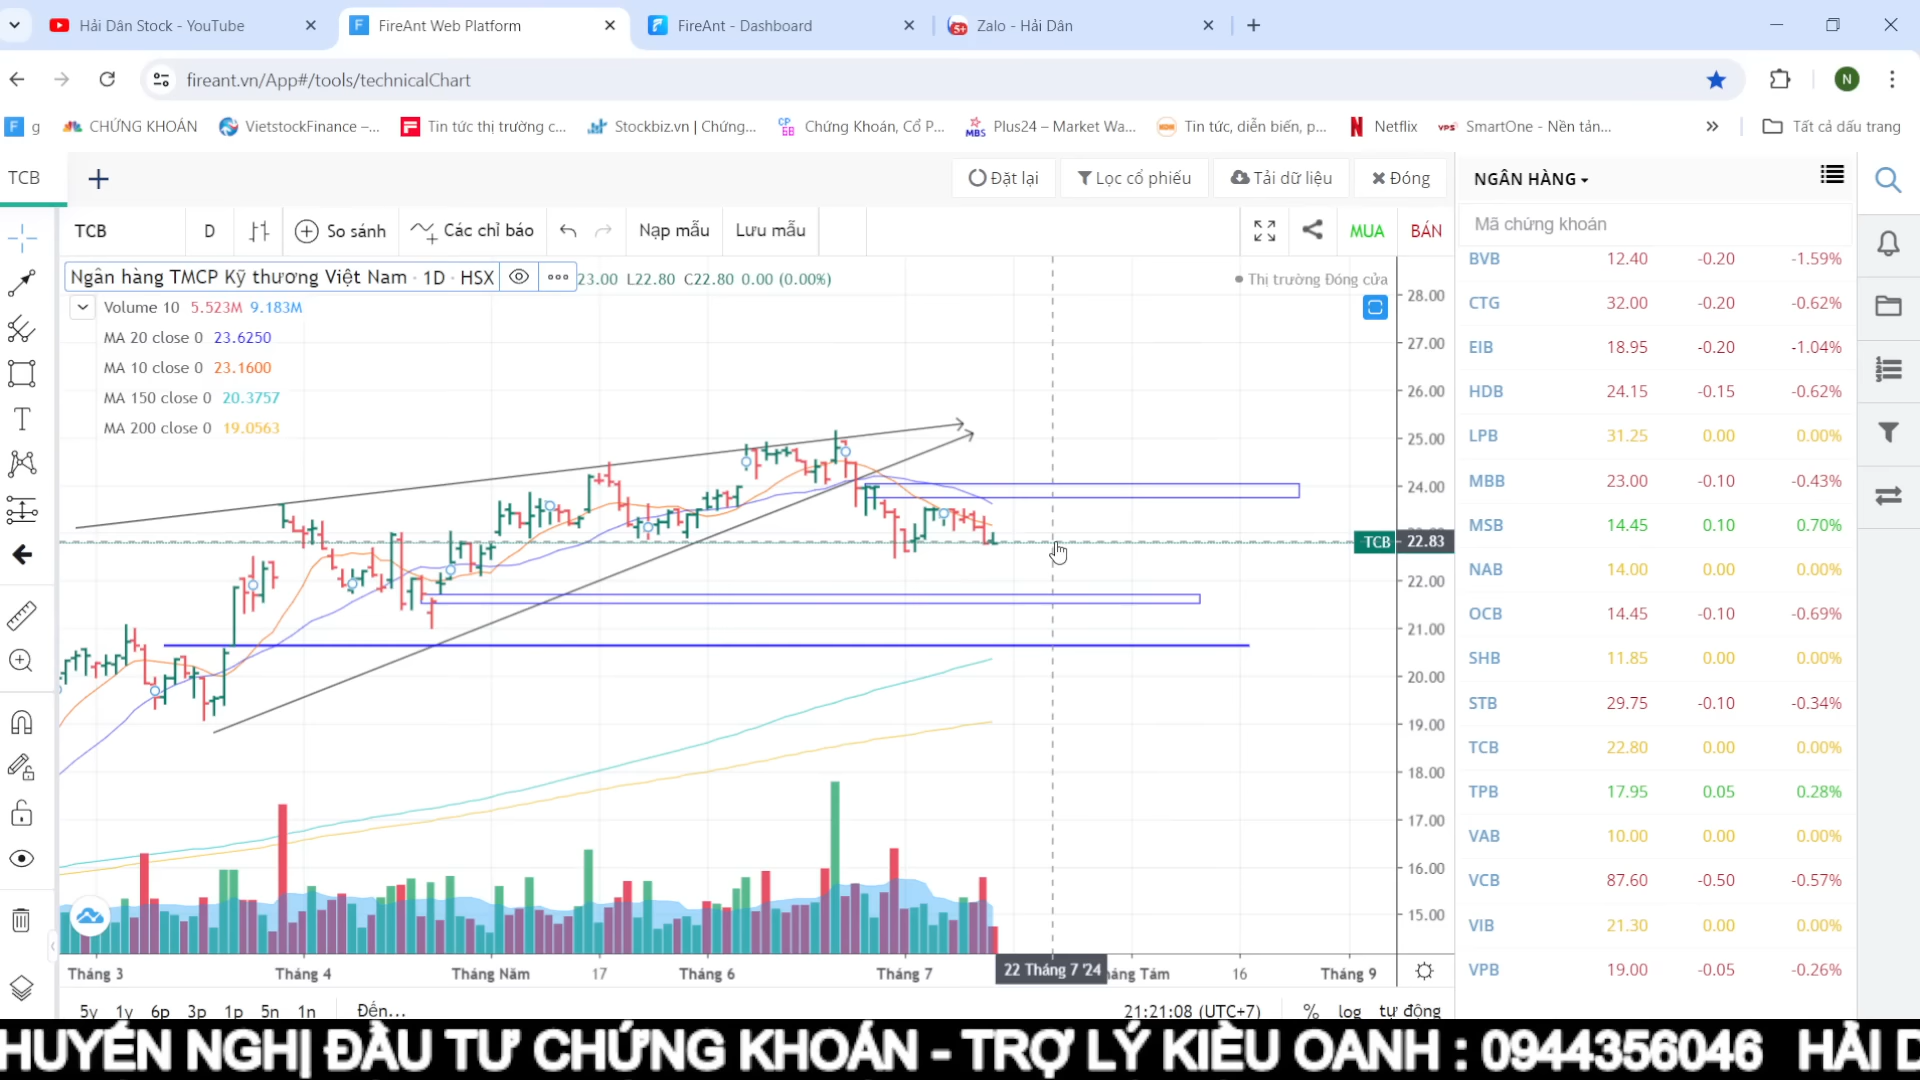 Hải Dân Stock - YouTube
FireAnt Web Platform
FireAnt - Dashboard
Zalo - Hải Dân
fireant.vn/App#/tools/technicalChart
N
g
CHỨNG KHOÁN
VietstockFinance –...
Tin tức thị trường c...
Stockbiz.vn | Chứng...
Chứng Khoán, Cổ P...
Plus24 – Market Wa...
Tin tức, diễn biến, p...
Netflix
SmartOne - Nền tản...
Tất cả dấu trang
TCB
Đặt lại
Lọc cổ phiếu
Tải dữ liệu
Đóng
NGÂN HÀNG
TCB
D
So sánh
Các chỉ báo
Nạp mẫu
Lưu mẫu
MUA
BÁN
Mã chứng khoán
Ngân hàng TMCP Kỹ thương Việt Nam · 1D · HSX
23.00 L22.80 C22.80 0.00 (0.00%)
Thị trường Đóng cửa
Volume 10 5.523M 9.183M
MA 20 close 0 23.6250
MA 10 close 0 23.1600
MA 150 close 0 20.3757
MA 200 close 0 19.0563
28.00
27.00
26.00
25.00
24.00
TCB 22.83
22.00
21.00
20.00
19.00
18.00
17.00
16.00
15.00
BVB 12.40 -0.20 -1.59%
CTG 32.00 -0.20 -0.62%
EIB 18.95 -0.20 -1.04%
HDB 24.15 -0.15 -0.62%
LPB 31.25 0.00 0.00%
MBB 23.00 -0.10 -0.43%
MSB 14.45 0.10 0.70%
NAB 14.00 0.00 0.00%
OCB 14.45 -0.10 -0.69%
SHB 11.85 0.00 0.00%
STB 29.75 -0.10 -0.34%
TCB 22.80 0.00 0.00%
TPB 17.95 0.05 0.28%
VAB 10.00 0.00 0.00%
VCB 87.60 -0.50 -0.57%
VIB 21.30 0.00 0.00%
VPB 19.00 -0.05 -0.26%
Tháng 3
Tháng 4
Tháng Năm
17
Tháng 6
Tháng 7
22 Tháng 7 '24
áng Tám
16
Tháng 9
5y 1y 6p 3p 1p 5n 1n
Đến...
21:21:08 (UTC+7)
% log tự động
HUYẾN NGHỊ ĐẦU TƯ CHỨNG KHOÁN - TRỢ LÝ KIỀU OANH : 0944356046 HẢI D